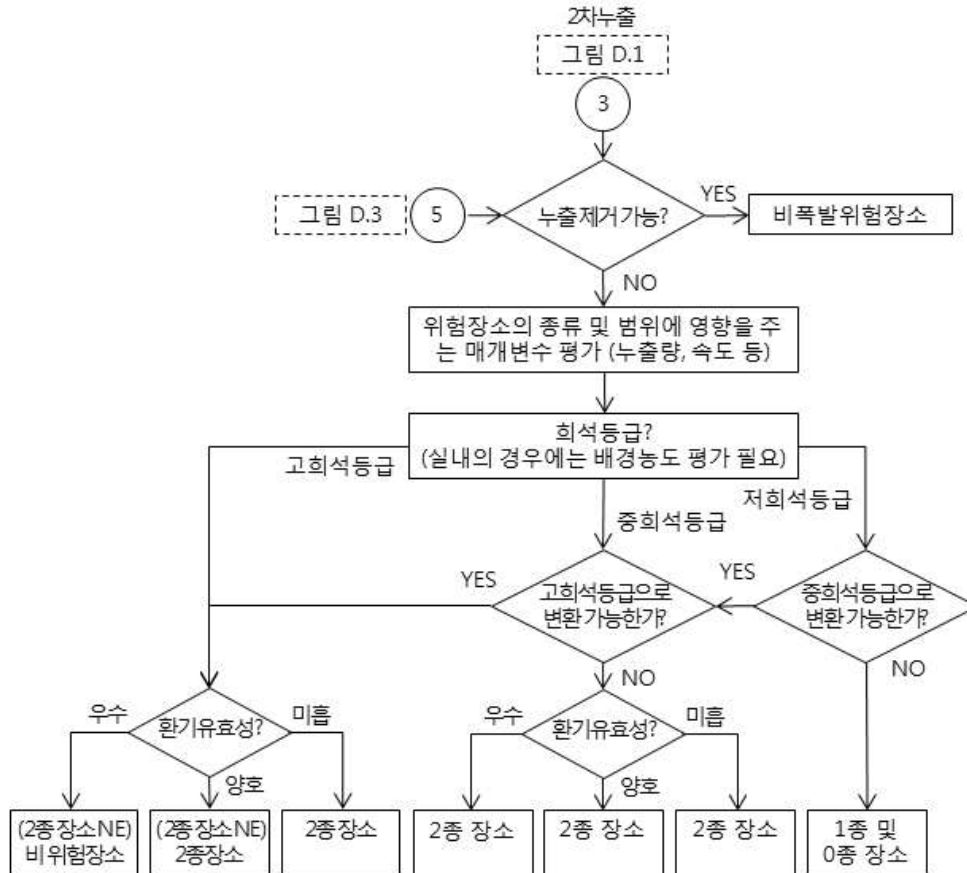 2차누출
그림 D.1
3
그림 D.3
5
누출 제거 가능?
YES
비폭발위험장소
NO
위험장소의 종류 및 범위에 영향을 주
는 매개변수 평가 (누출량, 속도 등)
희석등급?
(실내의 경우에는 배경농도 평가 필요)
고희석등급
저희석등급
중희석등급
YES
고희석등급으로
변환 가능한가?
YES
중희석등급으로
변환 가능한가?
NO
NO
우수
환기유효성?
미흡
양호
우수
환기유효성?
미흡
양호
(2종장소NE)
비위험장소
(2종장소NE)
2종장소
2종장소
2종 장소
2종 장소
2종 장소
1종 및
0종 장소